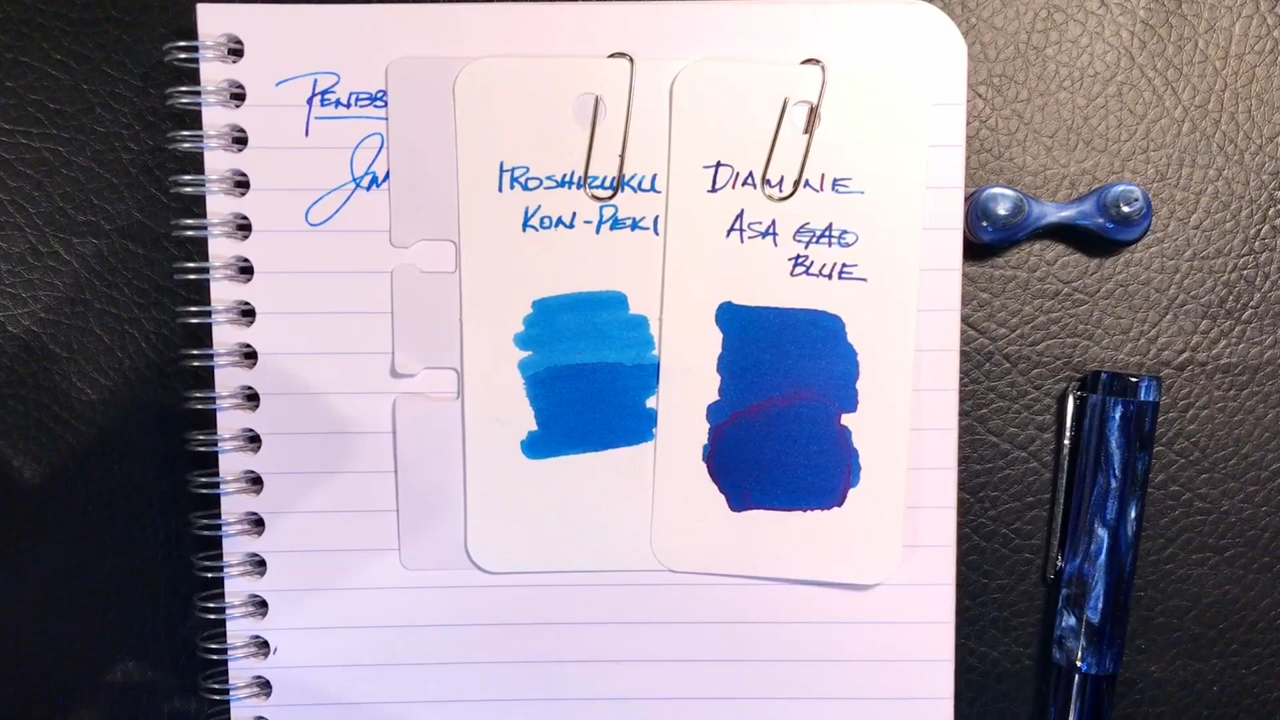 IROSHIZUKU
KON-PEKI
DIAMINE
ASA GAO
BLUE